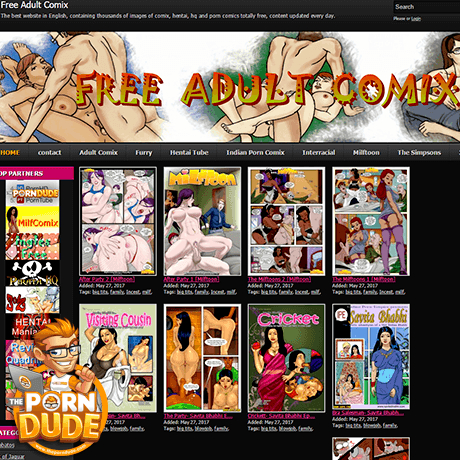 Free Adult Comix
The best website in English, containing thousands of images of comix, hentai, hq and porn comics totally free, content updated every day.
Search
Please or Login
FREE ADULT COMIX
HOME contact Adult Comix Furry Hentai Tube Indian Porn Comix Interracial Milftoon The Simpsons
OP PARTNERS
PORNDUDE
PornTube
MilfComix
HENTAI
Mania
THE
PORN
DUDE
CATEGO
of Jaguar
MILFTOON
After Party 2 [Milftoon]
Added: May 27, 2017
Tags: big tits, family, incest, milf,
After Party 1 [Milftoon]
Added: May 27, 2017
Tags: big tits, family, incest, milf,
The Milftoons 2 [Milftoon]
Added: May 27, 2017
Tags: big tits, family, incest, milf,
The Milftoons 1 [Milftoon]
Added: May 27, 2017
Tags: big tits, family, incest, milf,
Visiting Cousin
Cricket
Savita Bhabhi
Savita Bh...
Added: May 27, 2017
Tags: big tits, blowjob, family,
The Party- Savita Bhabhi E...
Added: May 27, 2017
Tags: big tits, blowjob, family,
Cricket- Savita Bhabhi Ep...
Added: May 27, 2017
Tags: big tits, blowjob, family,
Bra Salesman- Savita Bhab...
Added: May 27, 2017
Tags: big tits, blowjob, family,